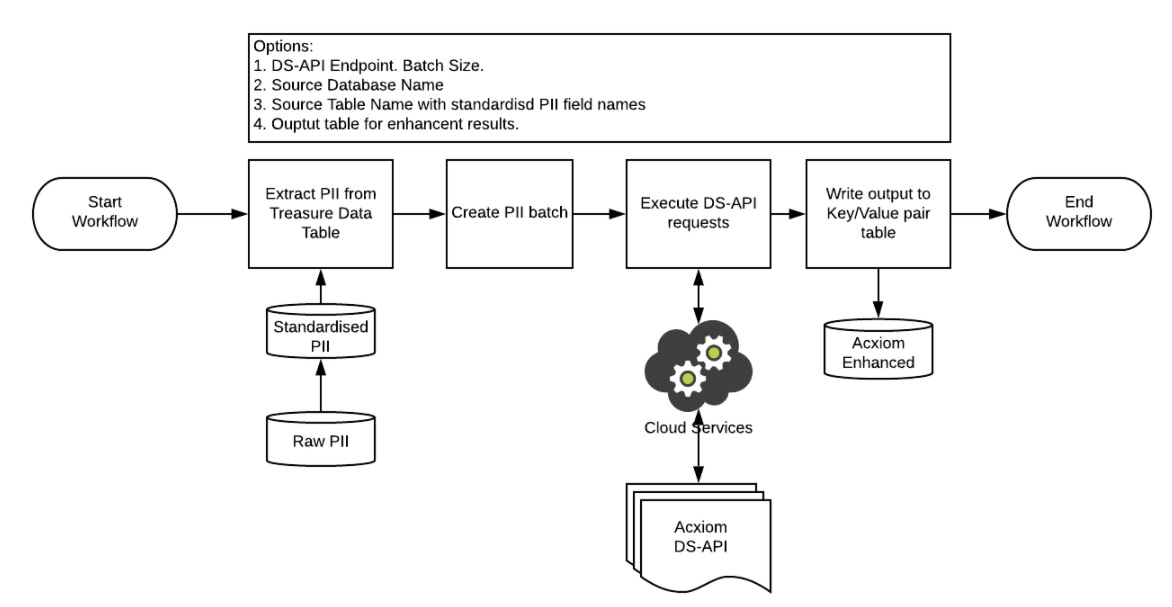 Options:
1. DS-API Endpoint. Batch Size.
2. Source Database Name
3. Source Table Name with standardisd PII field names
4. Ouptut table for enhancent results.
Start
Workflow
Extract PII from
Treasure Data
Table
Create PII batch
Execute DS-API
requests
Write output to
Key/Value pair
table
End
Workflow
Standardised
PII
Raw PII
Cloud Services
Acxiom
DS-API
Acxiom
Enhanced